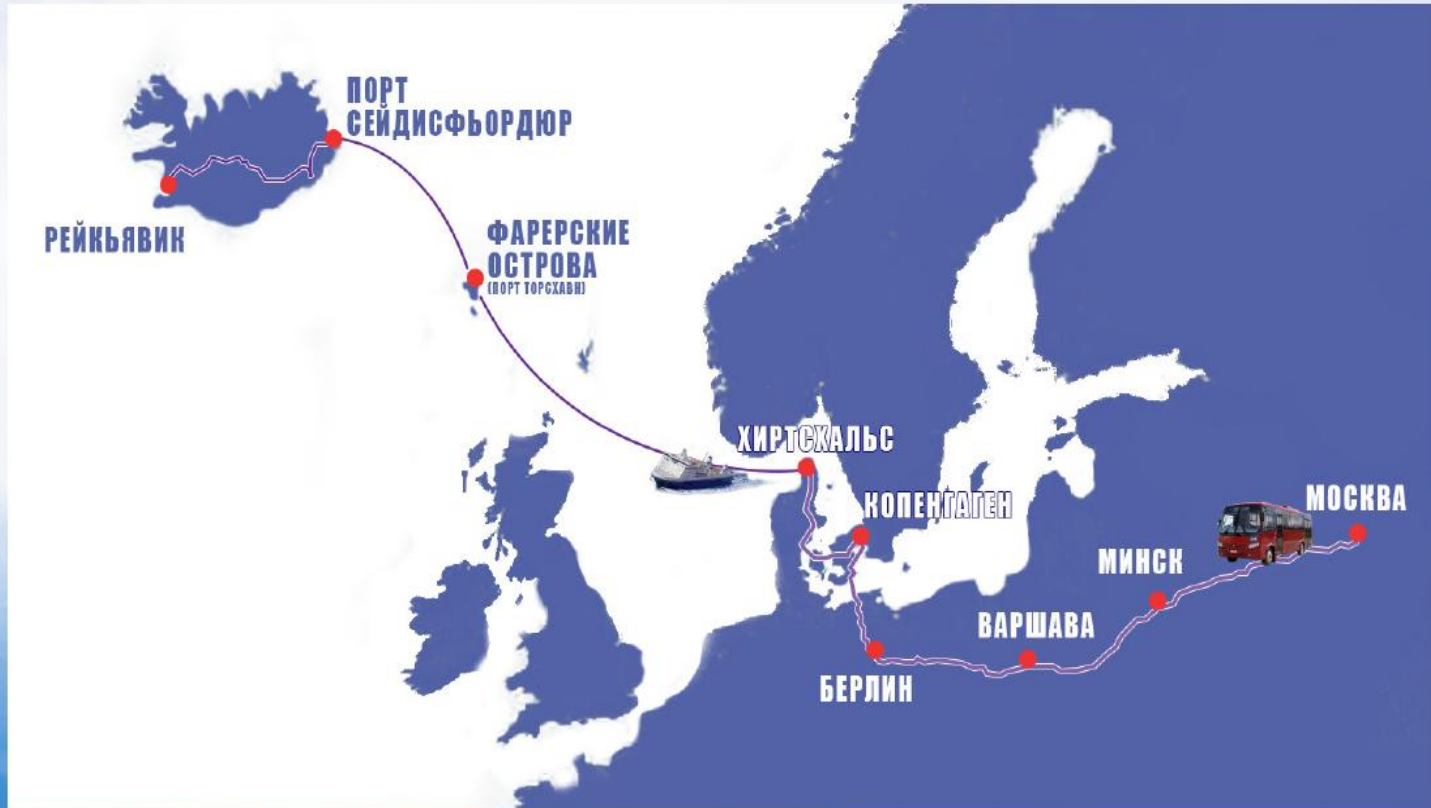 ПОРТ
СЕЙДИСФЬОРДЮР
РЕЙКЬЯВИК
ФАРЕРСКИЕ
ОСТРОВА
(ПОРТ ТОРСХАВН)
ХИРТСХАЛЬС
КОПЕНГАГЕН
МОСКВА
МИНСК
ВАРШАВА
БЕРЛИН